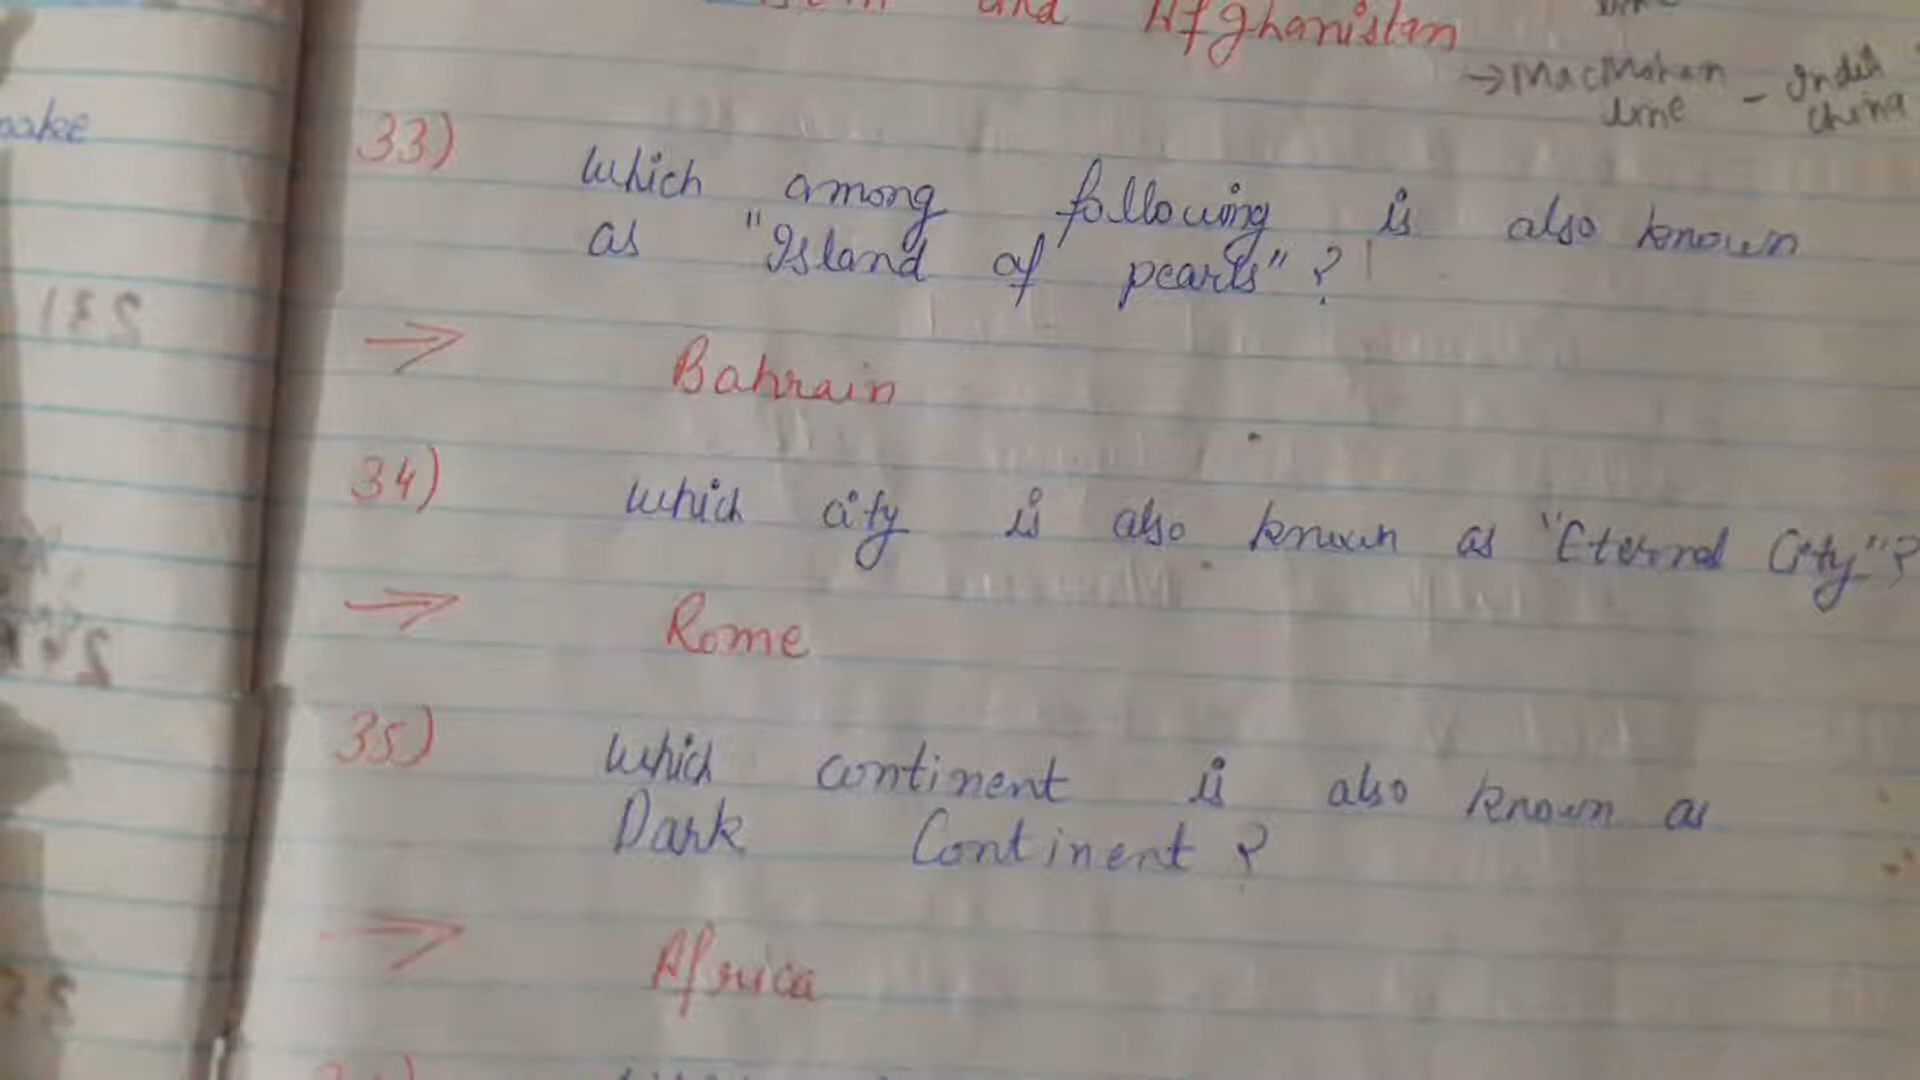 and Afghanistan
→ MacMohan
line - India
China
33) Which among following is also known
as "Island of pearls"?
→ Bahrain
34) Which city is also known as "Eternal City"?
→ Rome
35) Which continent is also known as
Dark Continent?
→ Africa